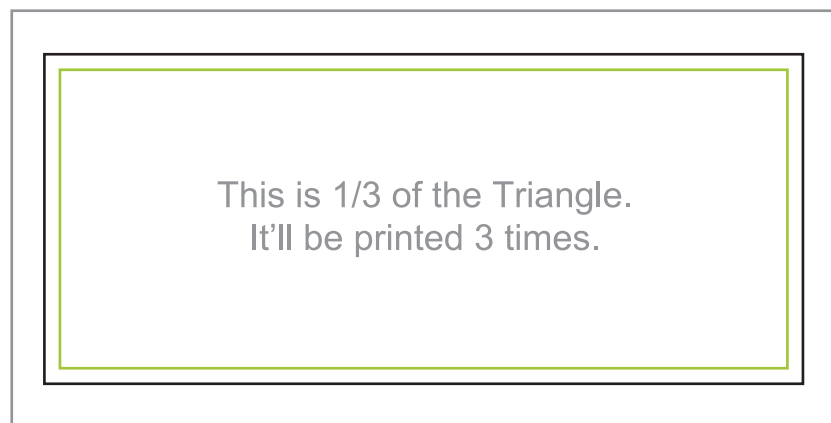 This is 1/3 of the Triangle.
It’ll be printed 3 times.